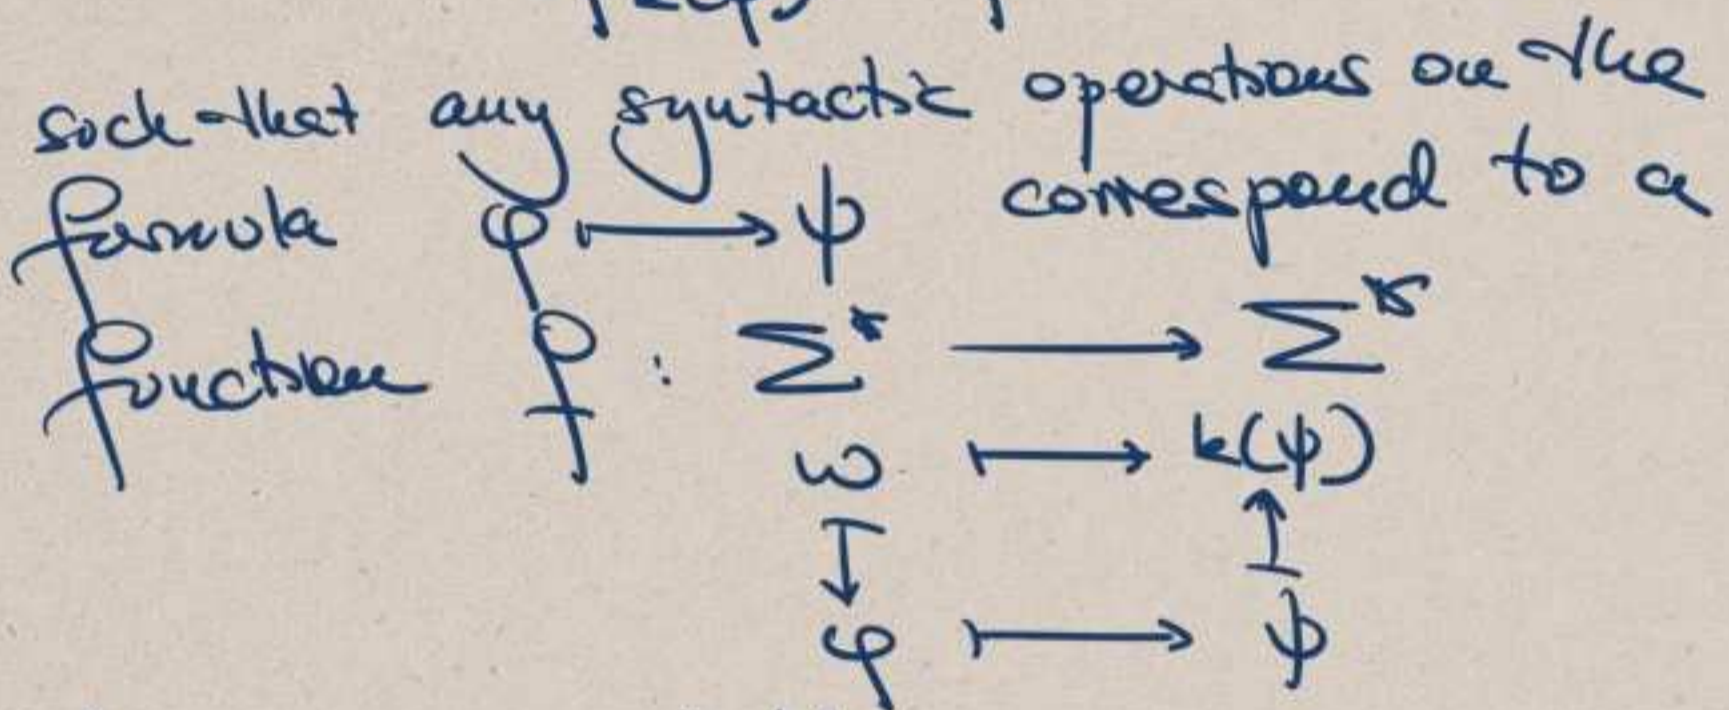 such that any syntactic operations on the
formula φ ⟼ ψ correspond to a
function f : Σ* ⟶ Σ*
ω ⟼ k(ψ)
↧ ↥
φ ⟼ ψ